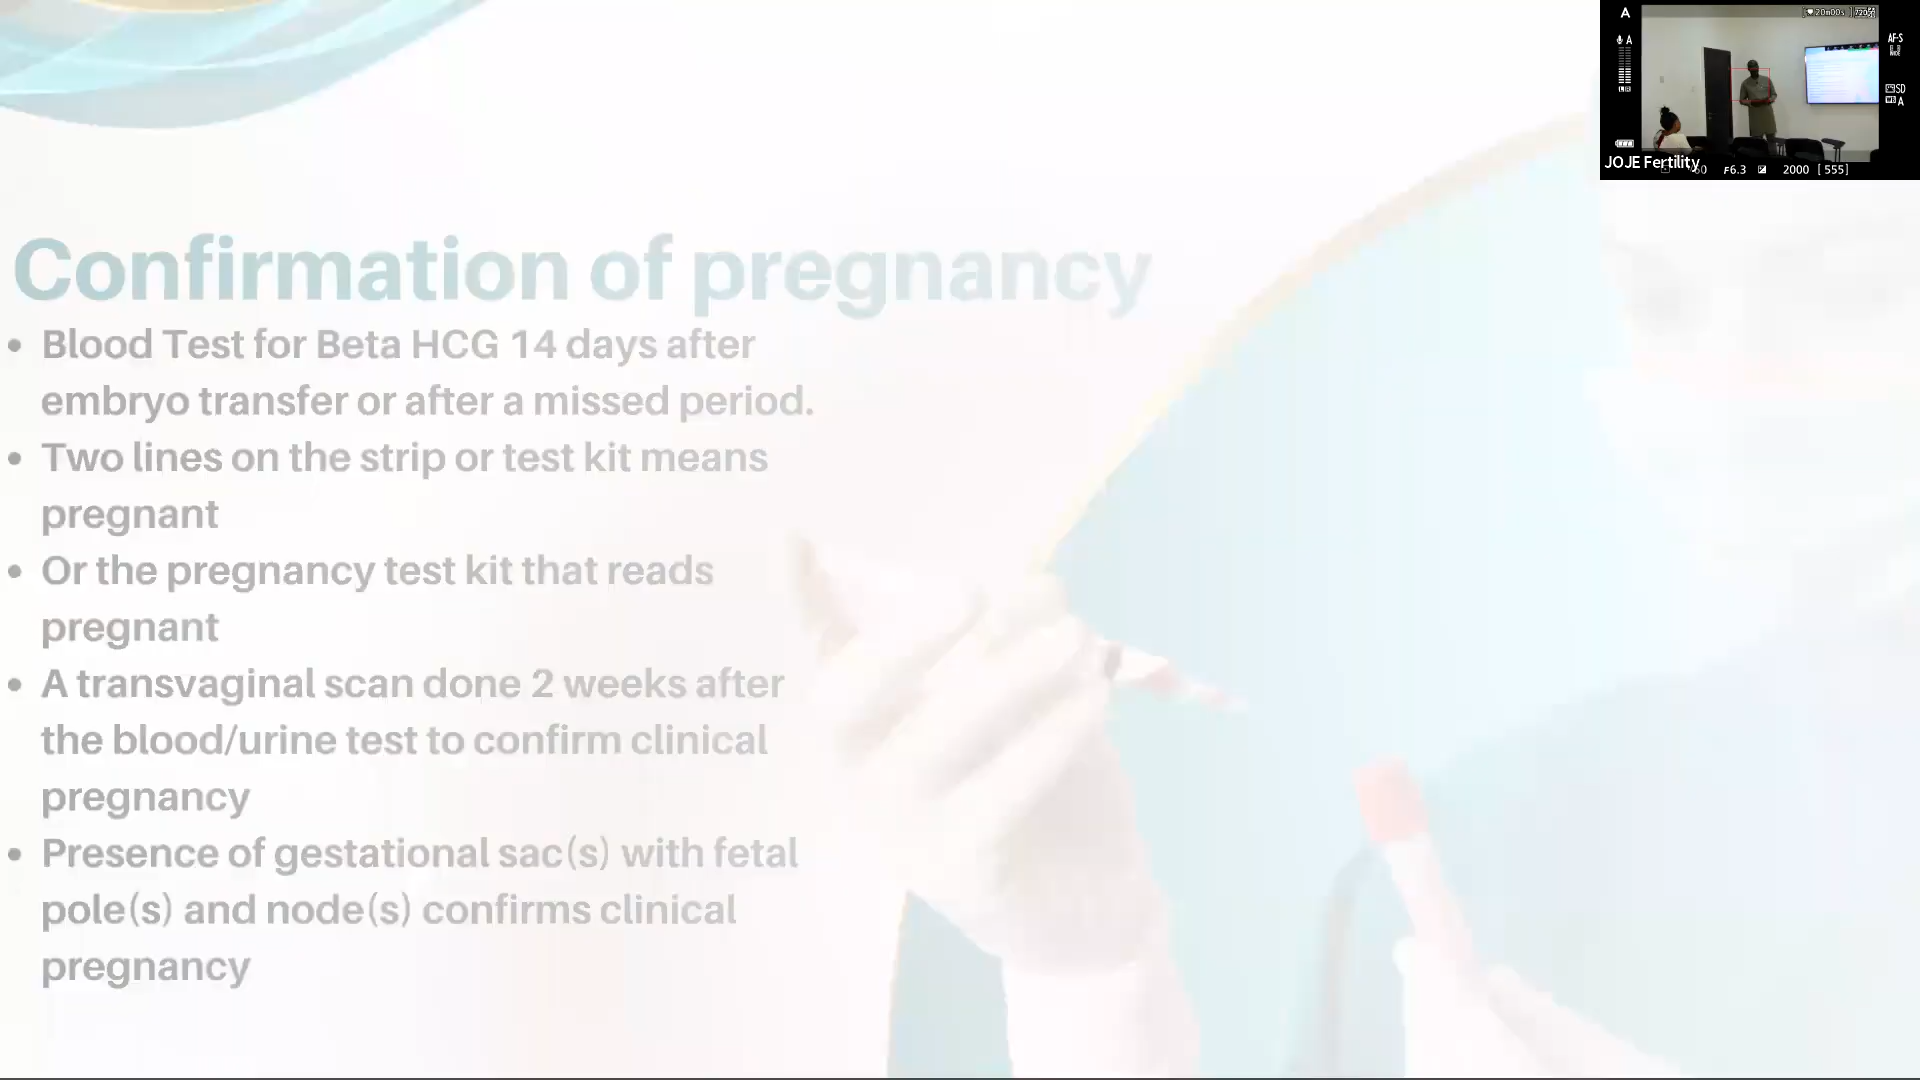 Confirmation of pregnancy
• Blood Test for Beta HCG 14 days after
embryo transfer or after a missed period.
• Two lines on the strip or test kit means
pregnant
• Or the pregnancy test kit that reads
pregnant
• A transvaginal scan done 2 weeks after
the blood/urine test to confirm clinical
pregnancy
• Presence of gestational sac(s) with fetal
pole(s) and node(s) confirms clinical
pregnancy
A
20m00s
A
AF-S
SD
A
JOJE Fertility
F6.3 2000 [555]